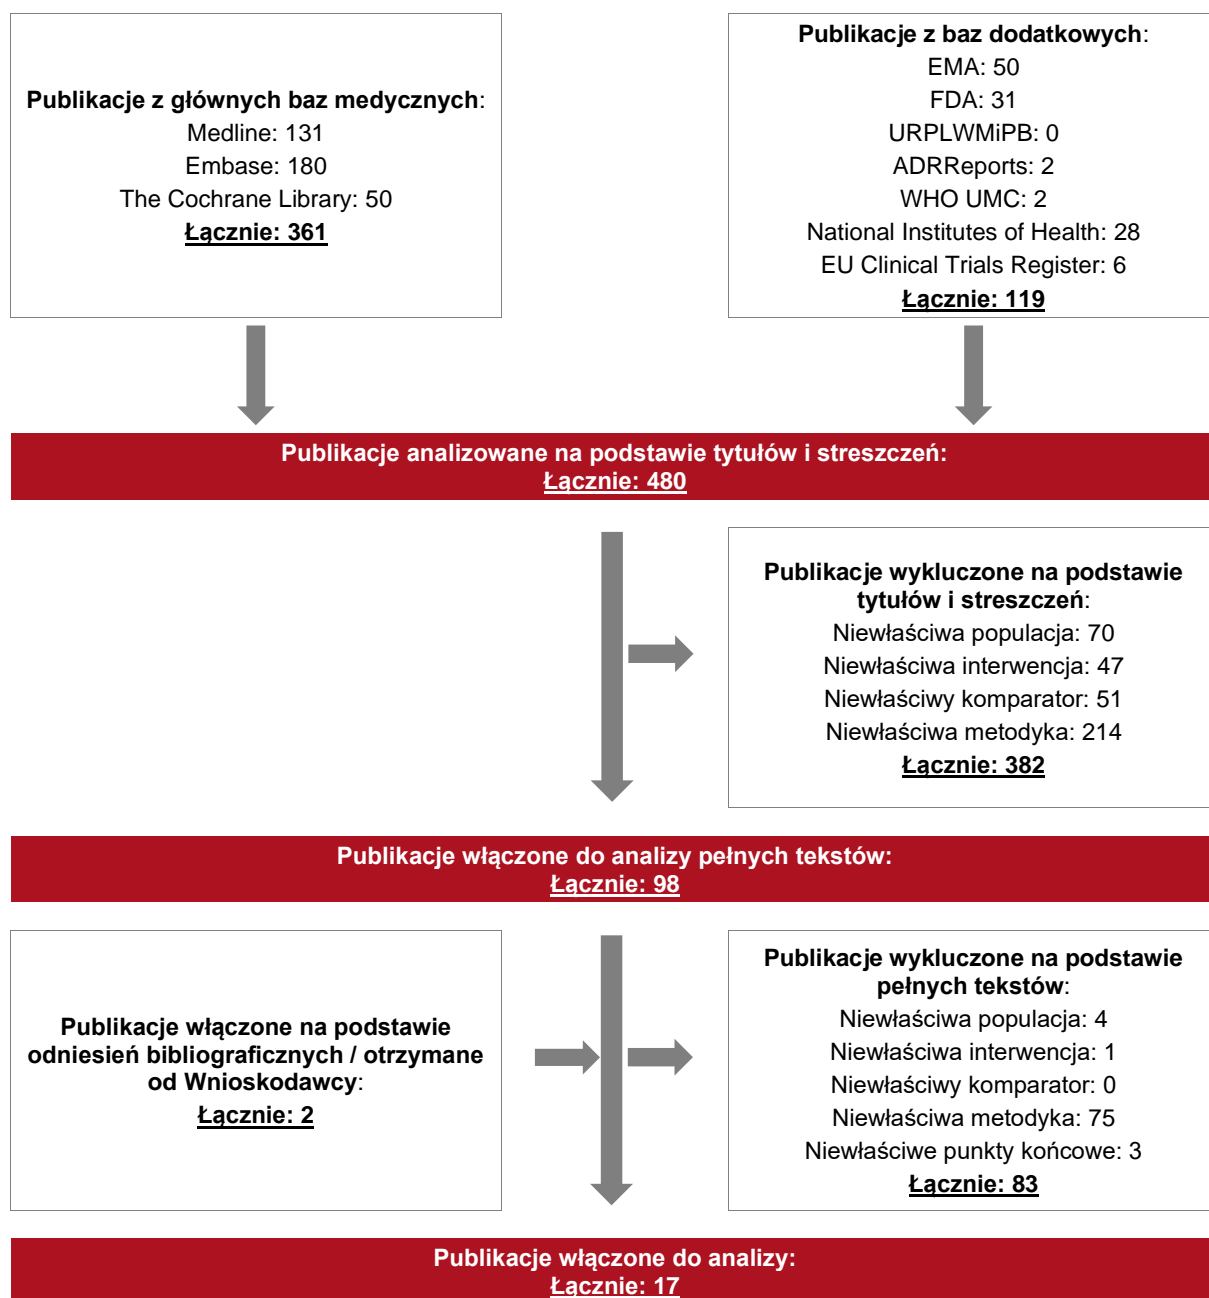 Publikacje z głównych baz medycznych:
Medline: 131
Embase: 180
The Cochrane Library: 50
Łącznie: 361
Publikacje z baz dodatkowych:
EMA: 50
FDA: 31
URPLWMiPB: 0
ADRReports: 2
WHO UMC: 2
National Institutes of Health: 28
EU Clinical Trials Register: 6
Łącznie: 119
Publikacje analizowane na podstawie tytułów i streszczeń:
Łącznie: 480
Publikacje wykluczone na podstawie
tytułów i streszczeń:
Niewłaściwa populacja: 70
Niewłaściwa interwencja: 47
Niewłaściwy komparator: 51
Niewłaściwa metodyka: 214
Łącznie: 382
Publikacje włączone do analizy pełnych tekstów:
Łącznie: 98
Publikacje włączone na podstawie
odniesień bibliograficznych / otrzymane
od Wnioskodawcy:
Łącznie: 2
Publikacje wykluczone na podstawie
pełnych tekstów:
Niewłaściwa populacja: 4
Niewłaściwa interwencja: 1
Niewłaściwy komparator: 0
Niewłaściwa metodyka: 75
Niewłaściwe punkty końcowe: 3
Łącznie: 83
Publikacje włączone do analizy:
Łącznie: 17